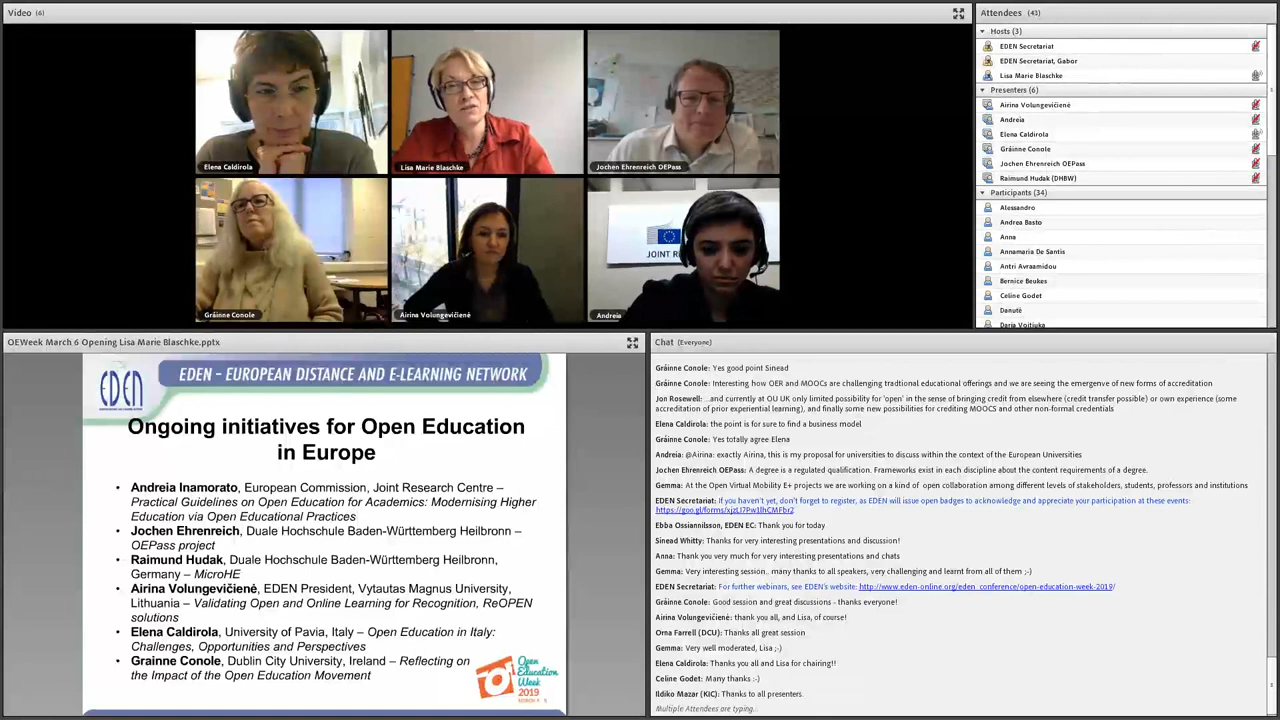 Video (6)
Elena Caldirola
Lisa Marie Blaschke
Jochen Ehrenreich OEPass
Gráinne Conole
Airina Volungevičienė
Andreia
JOINT R
Attendees (43)
Hosts (3)
EDEN Secretariat
EDEN Secretariat, Gabor
Lisa Marie Blaschke
Presenters (6)
Airina Volungevičienė
Andreia
Elena Caldirola
Gráinne Conole
Jochen Ehrenreich OEPass
Raimund Hudak (DHBW)
Participants (34)
Alessandro
Andrea Basto
Anna
Annamaria De Santis
Antri Avraamidou
Bernice Beukes
Celine Godet
Danutė
Daria Voitiuka
OEWeek March 6 Opening Lisa Marie Blaschke.pptx
EDEN
EDEN - EUROPEAN DISTANCE AND E-LEARNING NETWORK
Ongoing initiatives for Open Education
in Europe
• Andreia Inamorato, European Commission, Joint Research Centre –
Practical Guidelines on Open Education for Academics: Modernising Higher
Education via Open Educational Practices
• Jochen Ehrenreich, Duale Hochschule Baden-Württemberg Heilbronn –
OEPass project
• Raimund Hudak, Duale Hochschule Baden-Württemberg Heilbronn,
Germany – MicroHE
• Airina Volungevičienė, EDEN President, Vytautas Magnus University,
Lithuania – Validating Open and Online Learning for Recognition, ReOPEN
solutions
• Elena Caldirola, University of Pavia, Italy – Open Education in Italy:
Challenges, Opportunities and Perspectives
• Grainne Conole, Dublin City University, Ireland – Reflecting on
the Impact of the Open Education Movement
Open
Education
Week
2019
Chat (Everyone)
Gráinne Conole: Yes good point Sinead
Gráinne Conole: Interesting how OER and MOOCs are challenging tradtional educational offerings and we are seeing the emergenve of new forms of accreditation
Jon Rosewell: ...and currently at OU UK only limited possibility for 'open' in the sense of bringing credit from elsewhere (credit transfer possible) or own experience (some
accreditation of prior experiential learning), and finally some new possibilities for crediting MOOCS and other non-formal credentials
Elena Caldirola: the point is for sure to find a business model
Gráinne Conole: Yes totally agree Elena
Andreia: @Airina: exactly Airina, this is my proposal for universities to discuss within the context of the European Universities
Jochen Ehrenreich OEPass: A degree is a regulated qualification. Frameworks exist in each discipline about the content requirements of a degree.
Gemma: At the Open Virtual Mobility E+ projects we are working on a kind of open collaboration among different levels of stakeholders, students, professors and institutions
EDEN Secretariat: If you haven't yet, don't forget to register, as EDEN will issue open badges to acknowledge and appreciate your participation at these events:
https://goo.gl/forms/xjzLI7Pw1lhCMFbr2
Ebba Ossiannilsson, EDEN EC: Thank you for today
Sinead Whitty: Thanks for very interesting presentations and discussion!
Anna: Thank you very much for very interesting presentations and chats
Gemma: Very interesting session.. many thanks to all speakers, very challenging and learnt from all of them ;-)
EDEN Secretariat: For further webinars, see EDEN's website: http://www.eden-online.org/eden_conference/open-education-week-2019/
Gráinne Conole: Good session and great discussions - thanks everyone!
Airina Volungevičienė: thank you all, and Lisa, of course!
Orna Farrell (DCU): Thanks all great session
Gemma: Very well moderated, Lisa ;-)
Elena Caldirola: Thanks you all and Lisa for chairing!!
Celine Godet: Many thanks :-)
Ildiko Mazar (KIC): Thanks to all presenters.
Multiple Attendees are typing...